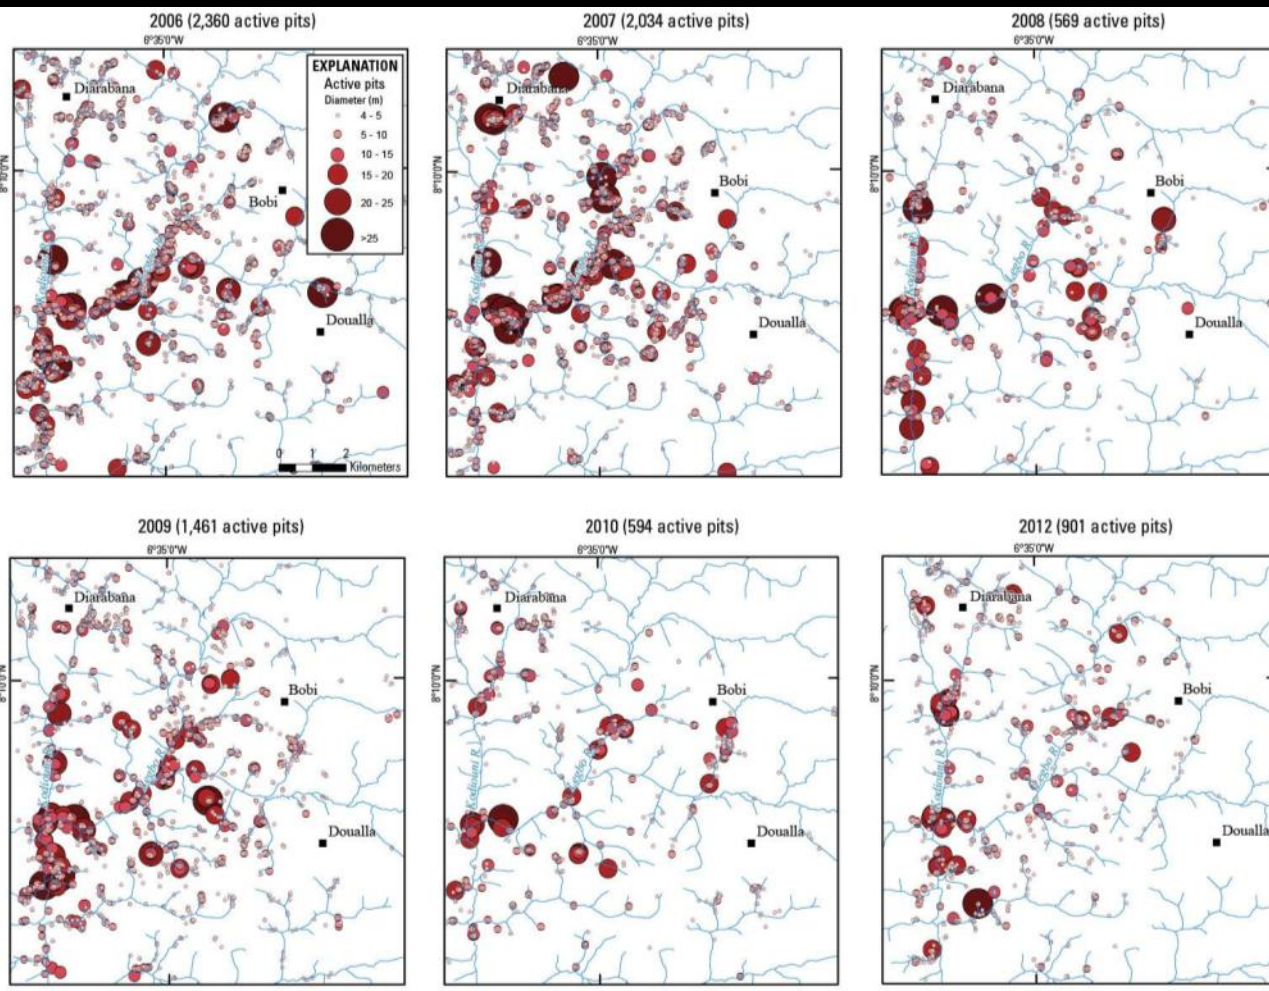 2006 (2,360 active pits)
6°35'0"W
8°10'0"N
Diarabana
Bobi
Doualla
EXPLANATION
Active pits
Diameter (m)
4 - 5
5 - 10
10 - 15
15 - 20
20 - 25
>25
0 1 2
Kilometers
2007 (2,034 active pits)
6°35'0"W
8°10'0"N
Diarabana
Bobi
Doualla
2008 (569 active pits)
6°35'0"W
8°10'0"N
Diarabana
Bobi
Doualla
2009 (1,461 active pits)
6°35'0"W
8°10'0"N
Diarabana
Bobi
Doualla
2010 (594 active pits)
6°35'0"W
8°10'0"N
Diarabana
Bobi
Doualla
2012 (901 active pits)
6°35'0"W
8°10'0"N
Diarabana
Bobi
Doualla